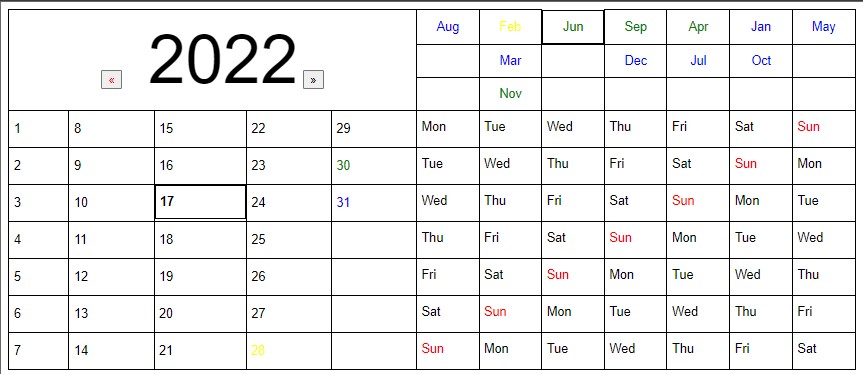 Aug Feb Jun Sep Apr Jan May
« 2022 »
Mar Dec Jul Oct
Nov
1 8 15 22 29 Mon Tue Wed Thu Fri Sat Sun
2 9 16 23 30 Tue Wed Thu Fri Sat Sun Mon
3 10 17 24 31 Wed Thu Fri Sat Sun Mon Tue
4 11 18 25 Thu Fri Sat Sun Mon Tue Wed
5 12 19 26 Fri Sat Sun Mon Tue Wed Thu
6 13 20 27 Sat Sun Mon Tue Wed Thu Fri
7 14 21 28 Sun Mon Tue Wed Thu Fri Sat